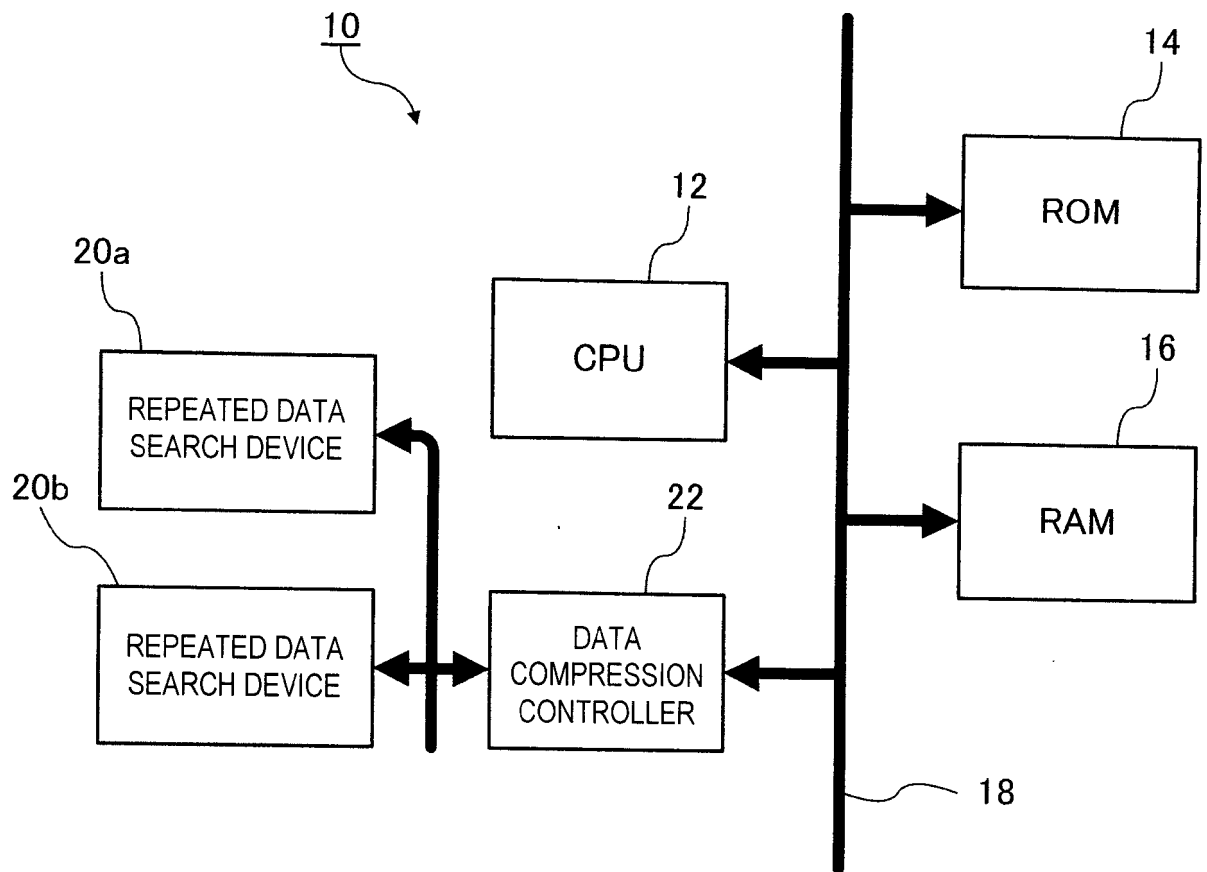 10
14
ROM
12
CPU
20a
REPEATED DATA
SEARCH DEVICE
16
RAM
20b
REPEATED DATA
SEARCH DEVICE
22
DATA
COMPRESSION
CONTROLLER
18